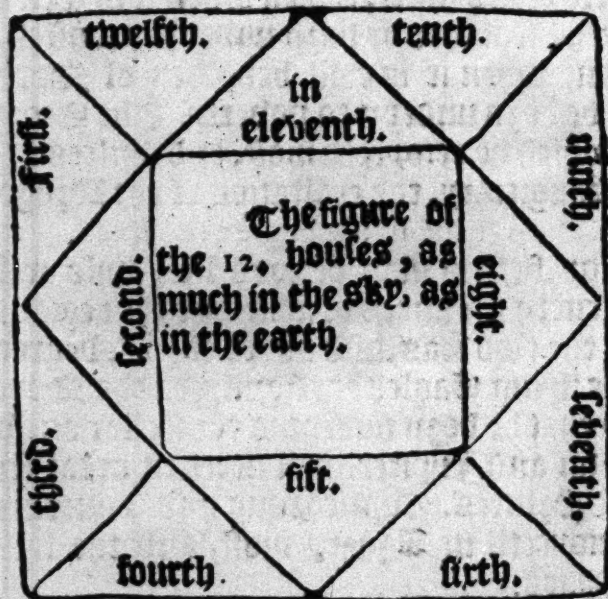 twelfth.
tenth.
in
eleventh.
First.
ninth.
The figure of
the 12. houſes, as
much in the Sky, as
in the earth.
ſecond.
eight.
third.
ſeventh.
fift.
fourth.
ſixth.